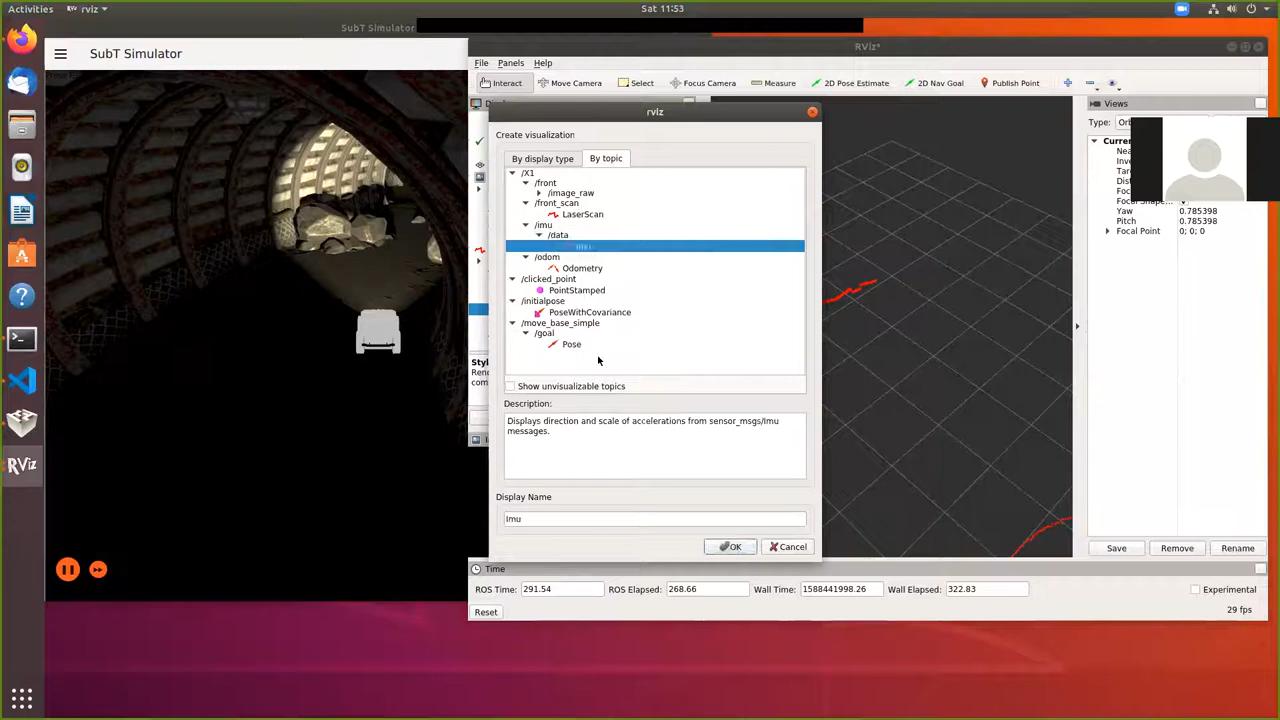 Activities
rviz
Sat 11:53
SubT Simulator
SubT Simulator
RViz*
File Panels Help
Interact Move Camera Select Focus Camera Measure 2D Pose Estimate 2D Nav Goal Publish Point
rviz
Create visualization
By display type By topic
/X1
/front
/image_raw
/front_scan
LaserScan
/imu
/data
Imu
/odom
Odometry
/clicked_point
PointStamped
/initialpose
PoseWithCovariance
/move_base_simple
/goal
Pose
Show unvisualizable topics
Description:
Displays direction and scale of accelerations from sensor_msgs/Imu
messages.
Display Name
Imu
OK Cancel
Views
Type:
Yaw 0.785398
Pitch 0.785398
Focal Point 0; 0; 0
Save Remove Rename
Time
ROS Time: 291.54 ROS Elapsed: 268.66 Wall Time: 1588441998.26 Wall Elapsed: 322.83 Experimental
Reset
29 fps